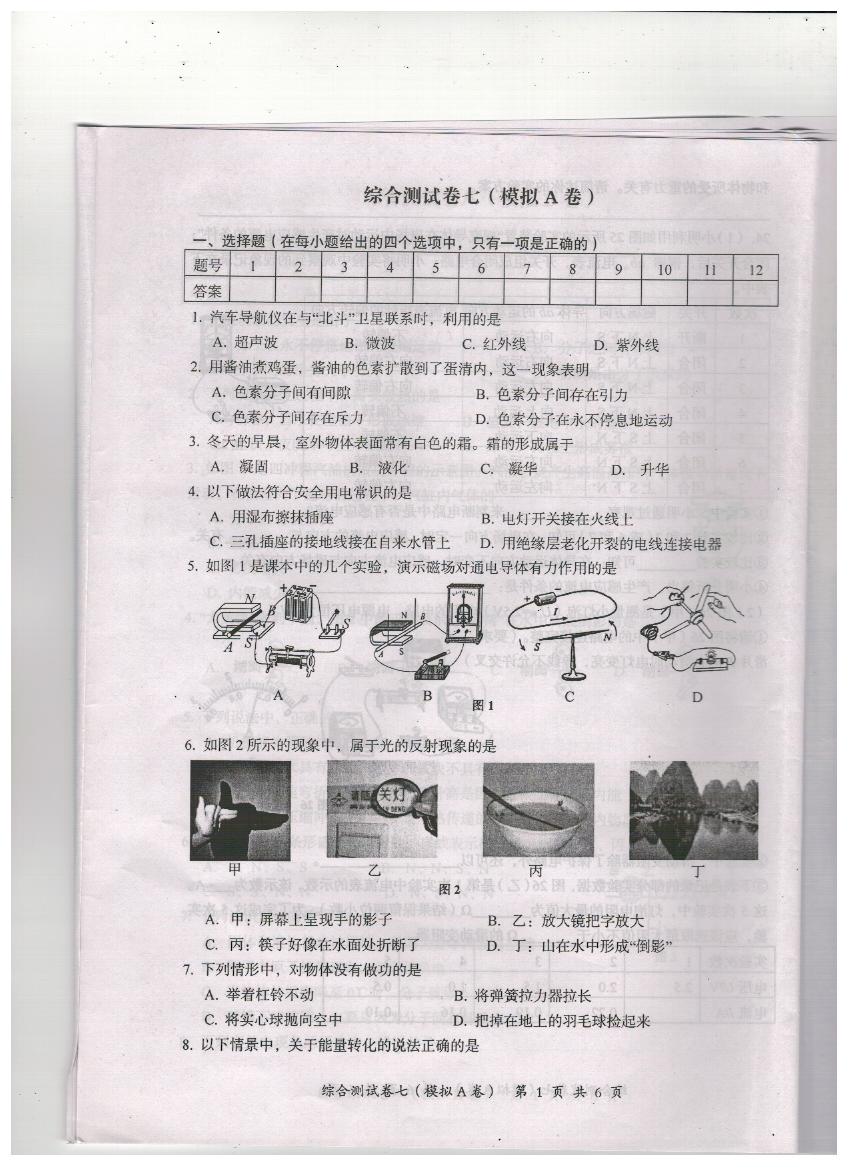 综合测试卷七（模拟A卷）
一、选择题（在每小题给出的四个选项中，只有一项是正确的）
题号 1 2 3 4 5 6 7 8 9 10 11 12
答案
1. 汽车导航仪在与“北斗”卫星联系时，利用的是
A. 超声波 B. 微波 C. 红外线 D. 紫外线
2. 用酱油煮鸡蛋，酱油的色素扩散到了蛋清内，这一现象表明
A. 色素分子间有间隙 B. 色素分子间存在引力
C. 色素分子间存在斥力 D. 色素分子在永不停息地运动
3. 冬天的早晨，室外物体表面常有白色的霜。霜的形成属于
A. 凝固 B. 液化 C. 凝华 D. 升华
4. 以下做法符合安全用电常识的是
A. 用湿布擦抹插座 B. 电灯开关接在火线上
C. 三孔插座的接地线接在自来水管上 D. 用绝缘层老化开裂的电线连接电器
5. 如图1是课本中的几个实验，演示磁场对通电导体有力作用的是
A B C D
图1
6. 如图2所示的现象中，属于光的反射现象的是
关灯
甲 乙 丙 丁
图2
A. 甲：屏幕上呈现手的影子 B. 乙：放大镜把字放大
C. 丙：筷子好像在水面处折断了 D. 丁：山在水中形成“倒影”
7. 下列情形中，对物体没有做功的是
A. 举着杠铃不动 B. 将弹簧拉力器拉长
C. 将实心球抛向空中 D. 把掉在地上的羽毛球捡起来
8. 以下情景中，关于能量转化的说法正确的是
综合测试卷七（模拟A卷） 第1页 共6页